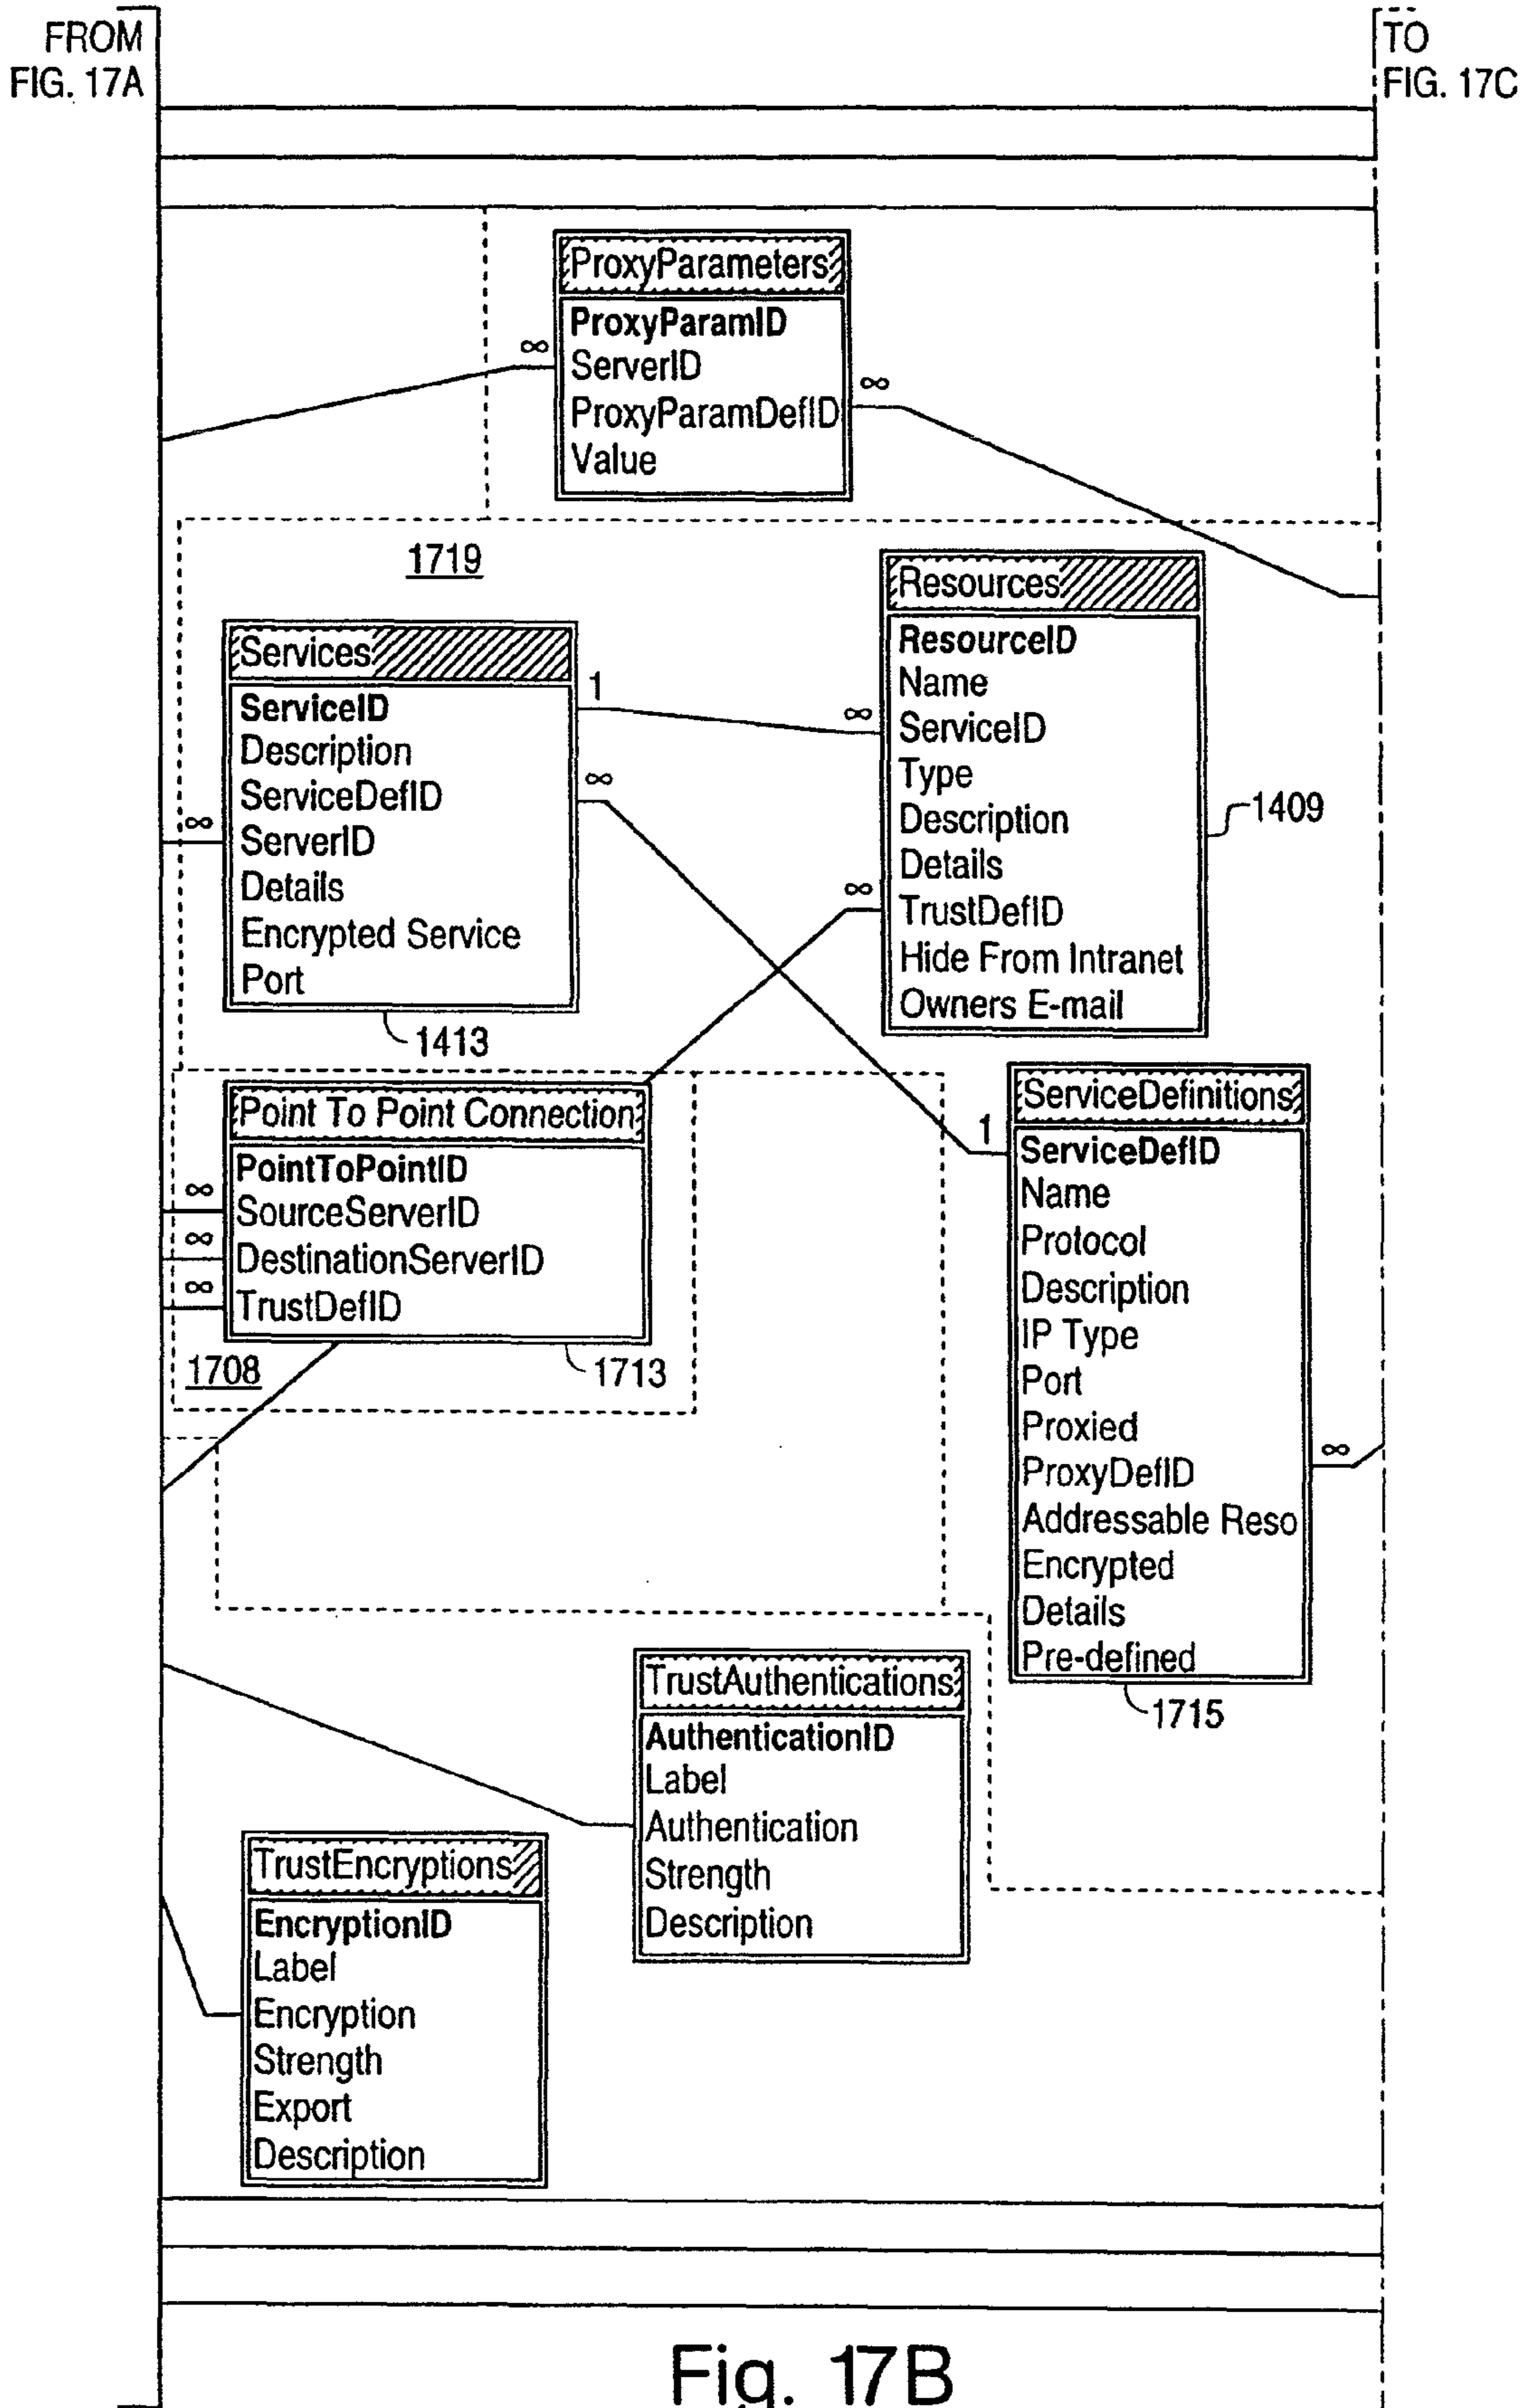 FROM
FIG. 17A
TO
FIG. 17C
ProxyParameters
ProxyParamID
ServerID
ProxyParamDefID
Value
∞
∞
1719
Services
ServiceID
Description
ServiceDefID
ServerID
Details
Encrypted Service
Port
∞
1
∞
1413
Resources
ResourceID
Name
ServiceID
Type
Description
Details
TrustDefID
Hide From Intranet
Owners E-mail
∞
∞
1409
Point To Point Connection
PointToPointID
SourceServerID
DestinationServerID
TrustDefID
∞
∞
∞
1708
1713
ServiceDefinitions
ServiceDefID
Name
Protocol
Description
IP Type
Port
Proxied
ProxyDefID
Addressable Reso
Encrypted
Details
Pre-defined
1
∞
1715
TrustAuthentications
AuthenticationID
Label
Authentication
Strength
Description
TrustEncryptions
EncryptionID
Label
Encryption
Strength
Export
Description
Fig. 17B